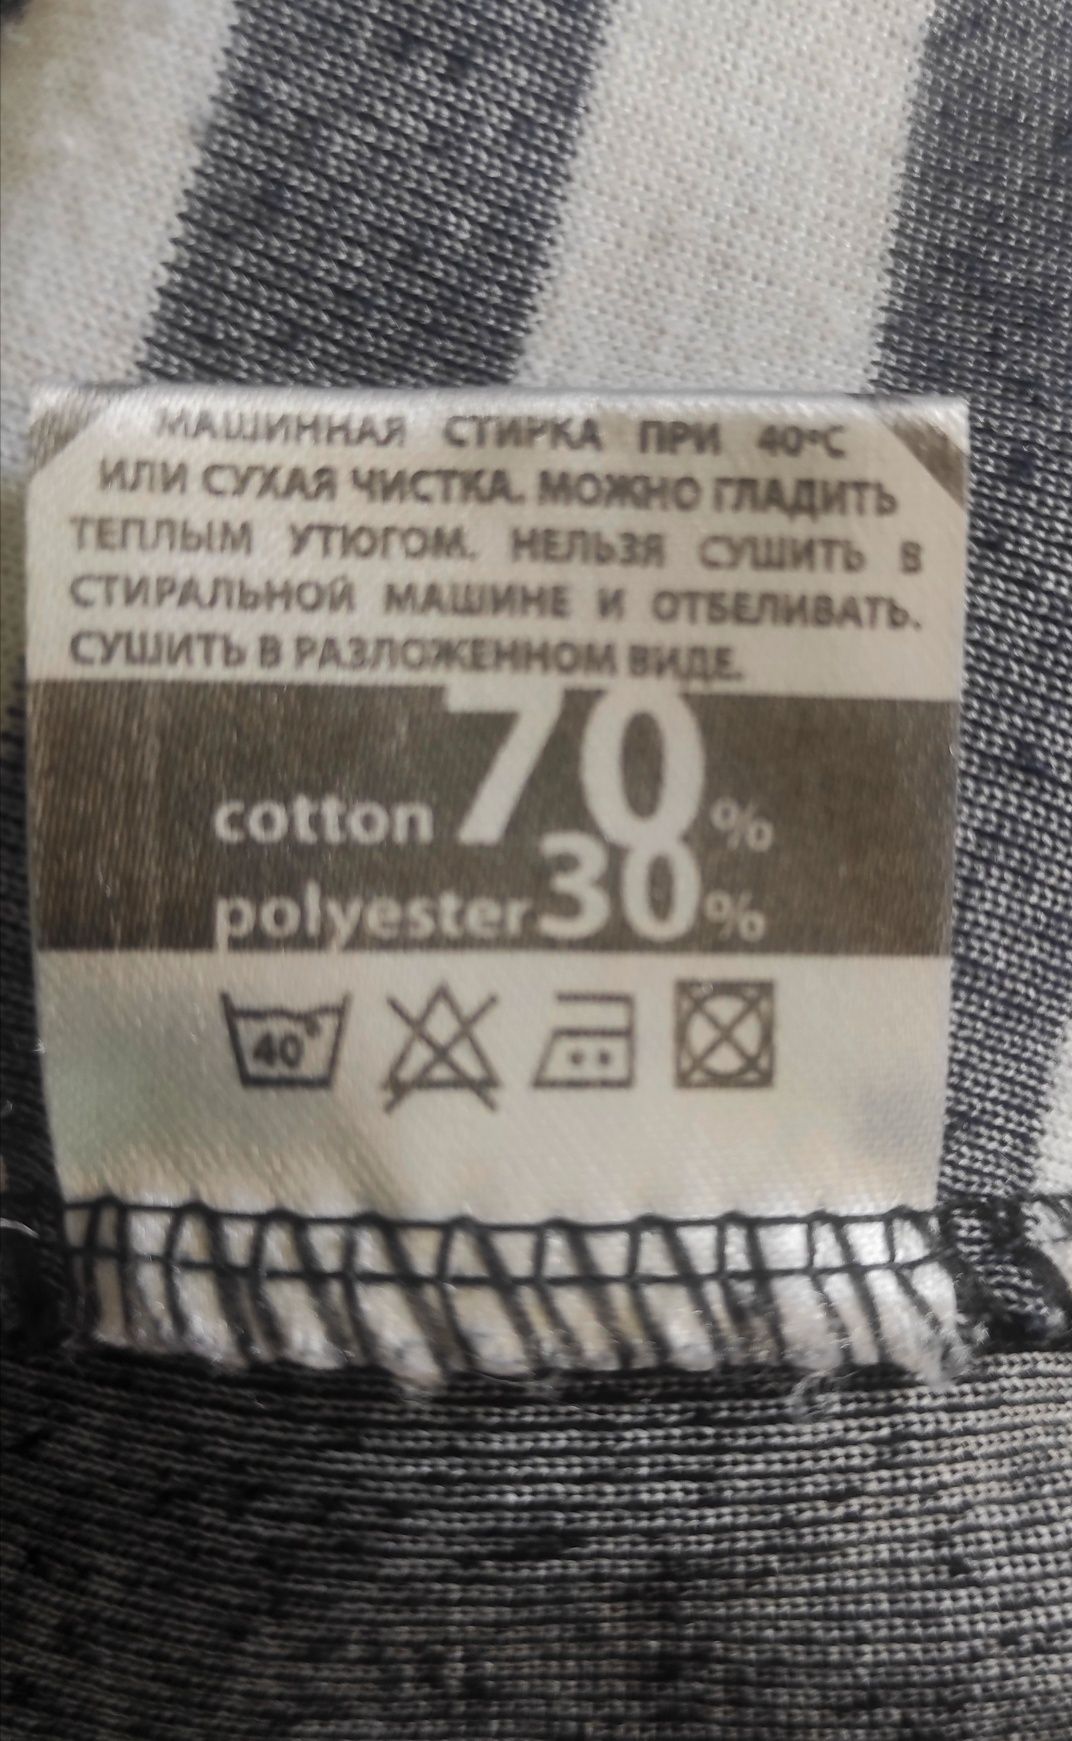 МАШИННАЯ СТИРКА ПРИ 40°С
ИЛИ СУХАЯ ЧИСТКА. МОЖНО ГЛАДИТЬ
ТЕПЛЫМ УТЮГОМ. НЕЛЬЗЯ СУШИТЬ В
СТИРАЛЬНОЙ МАШИНЕ И ОТБЕЛИВАТЬ.
СУШИТЬ В РАЗЛОЖЕННОМ ВИДЕ.
cotton 70%
polyester 30%
40°